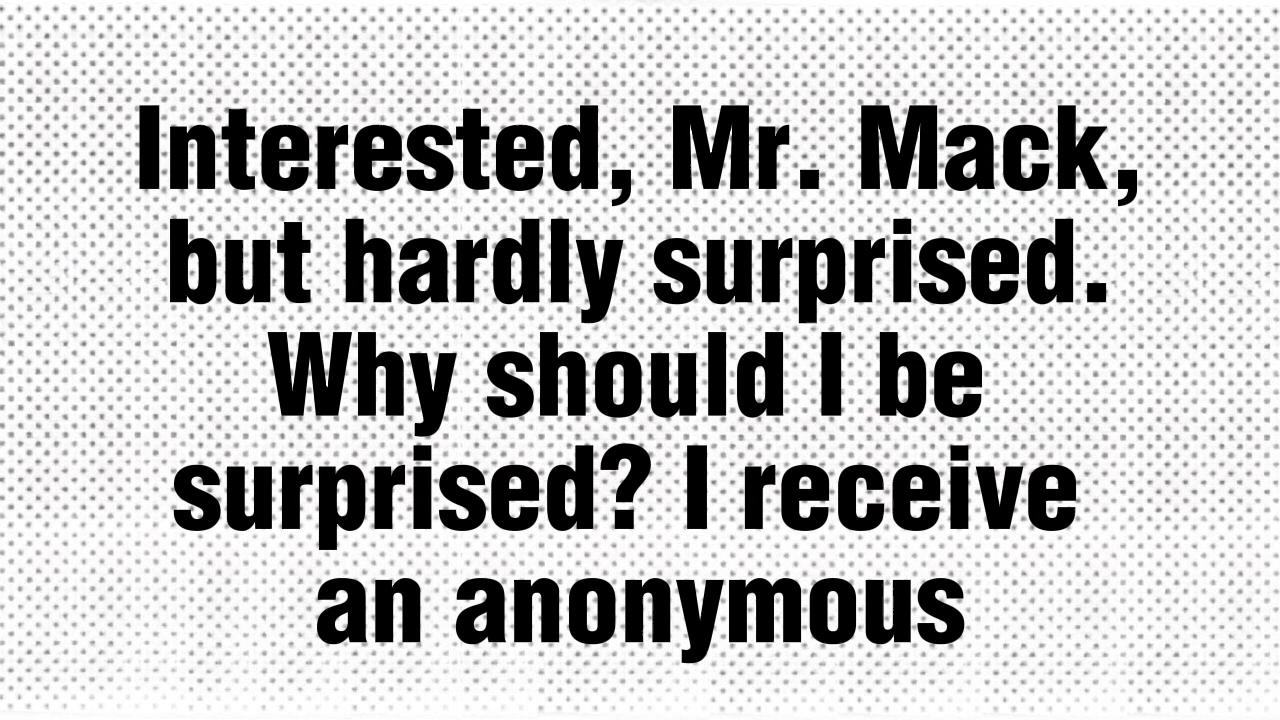 Interested, Mr. Mack,
but hardly surprised.
Why should I be
surprised? I receive
an anonymous